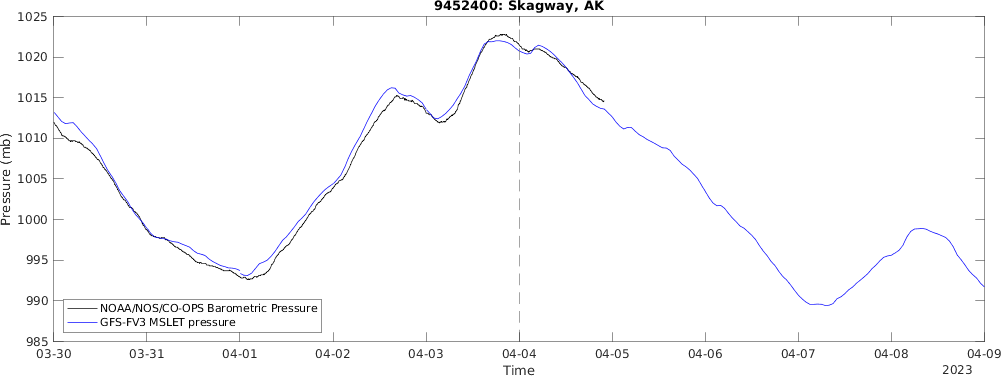 9452400: Skagway, AK
Pressure (mb)
1025
1020
1015
1010
1005
1000
995
990
985
NOAA/NOS/CO-OPS Barometric Pressure
GFS-FV3 MSLET pressure
03-30 03-31 04-01 04-02 04-03 04-04 04-05 04-06 04-07 04-08 04-09
Time
2023